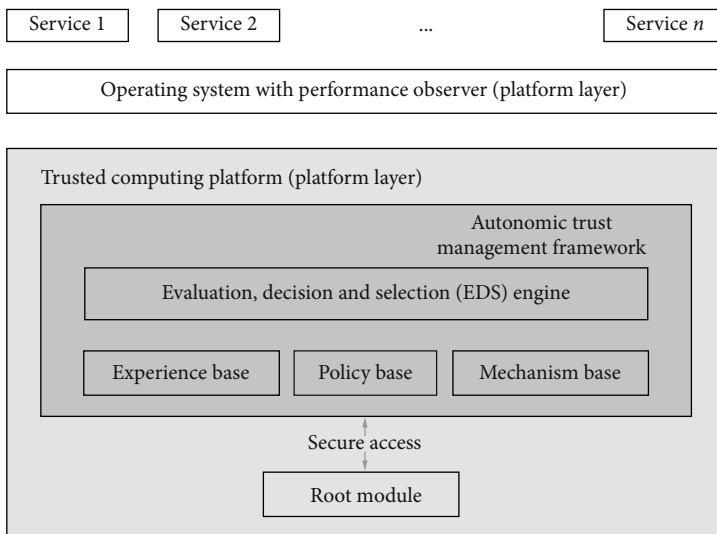 Service 1
Service 2
...
Service n
Operating system with performance observer (platform layer)
Trusted computing platform (platform layer)
Autonomic trust
management framework
Evaluation, decision and selection (EDS) engine
Experience base
Policy base
Mechanism base
Secure access
Root module